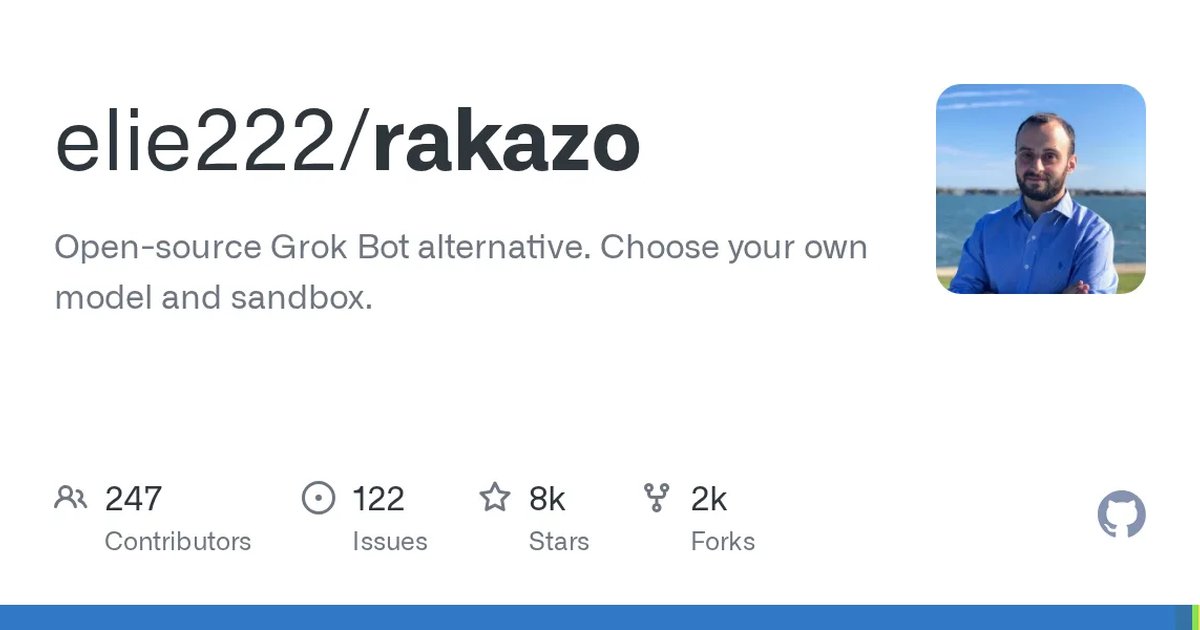 elie222/rakazo
Open-source Grok Bot alternative. Choose your own
model and sandbox.
247
Contributors
122
Issues
8k
Stars
2k
Forks